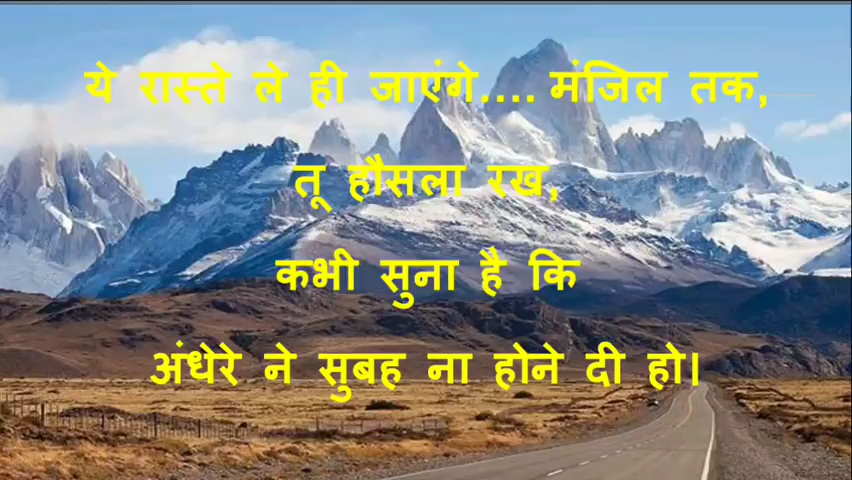 ये रास्ते ले ही जाएंगे.... मंजिल तक,
तू हौसला रख,
कभी सुना है कि
अंधेरे ने सुबह ना होने दी हो।